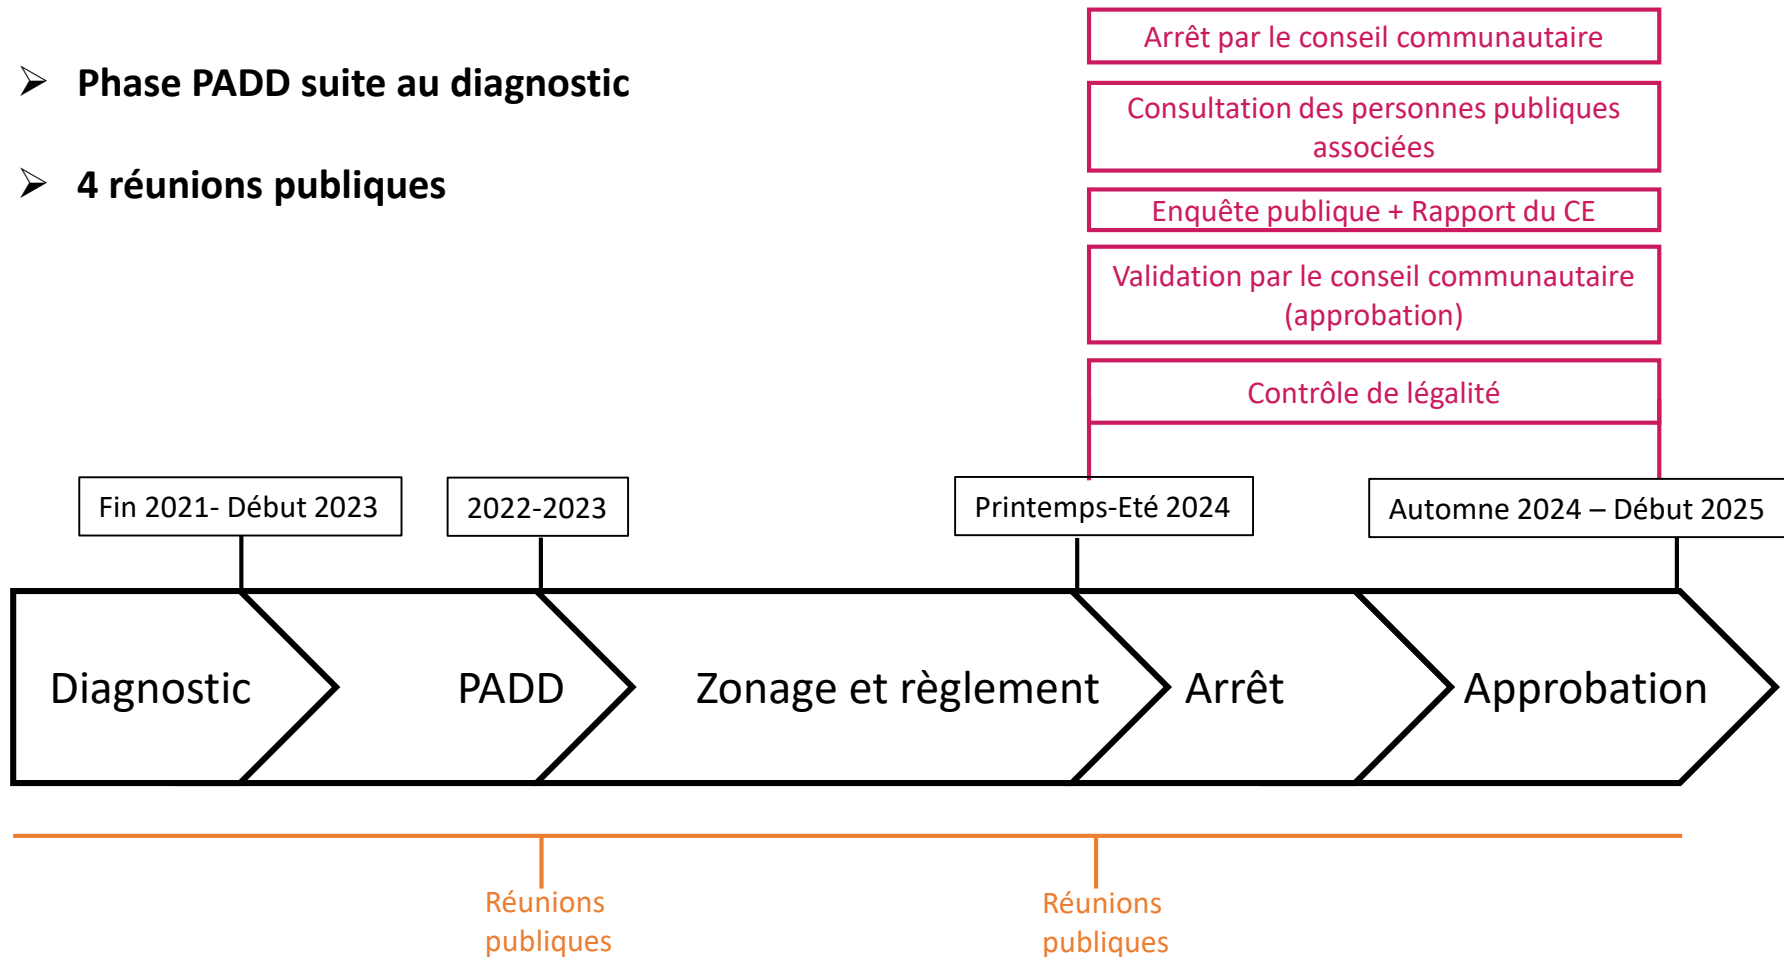 ➢ Phase PADD suite au diagnostic
➢ 4 réunions publiques
Arrêt par le conseil communautaire
Consultation des personnes publiques
associées
Enquête publique + Rapport du CE
Validation par le conseil communautaire
(approbation)
Contrôle de légalité
Fin 2021- Début 2023
2022-2023
Printemps-Eté 2024
Automne 2024 – Début 2025
Diagnostic
PADD
Zonage et règlement
Arrêt
Approbation
Réunions
publiques
Réunions
publiques